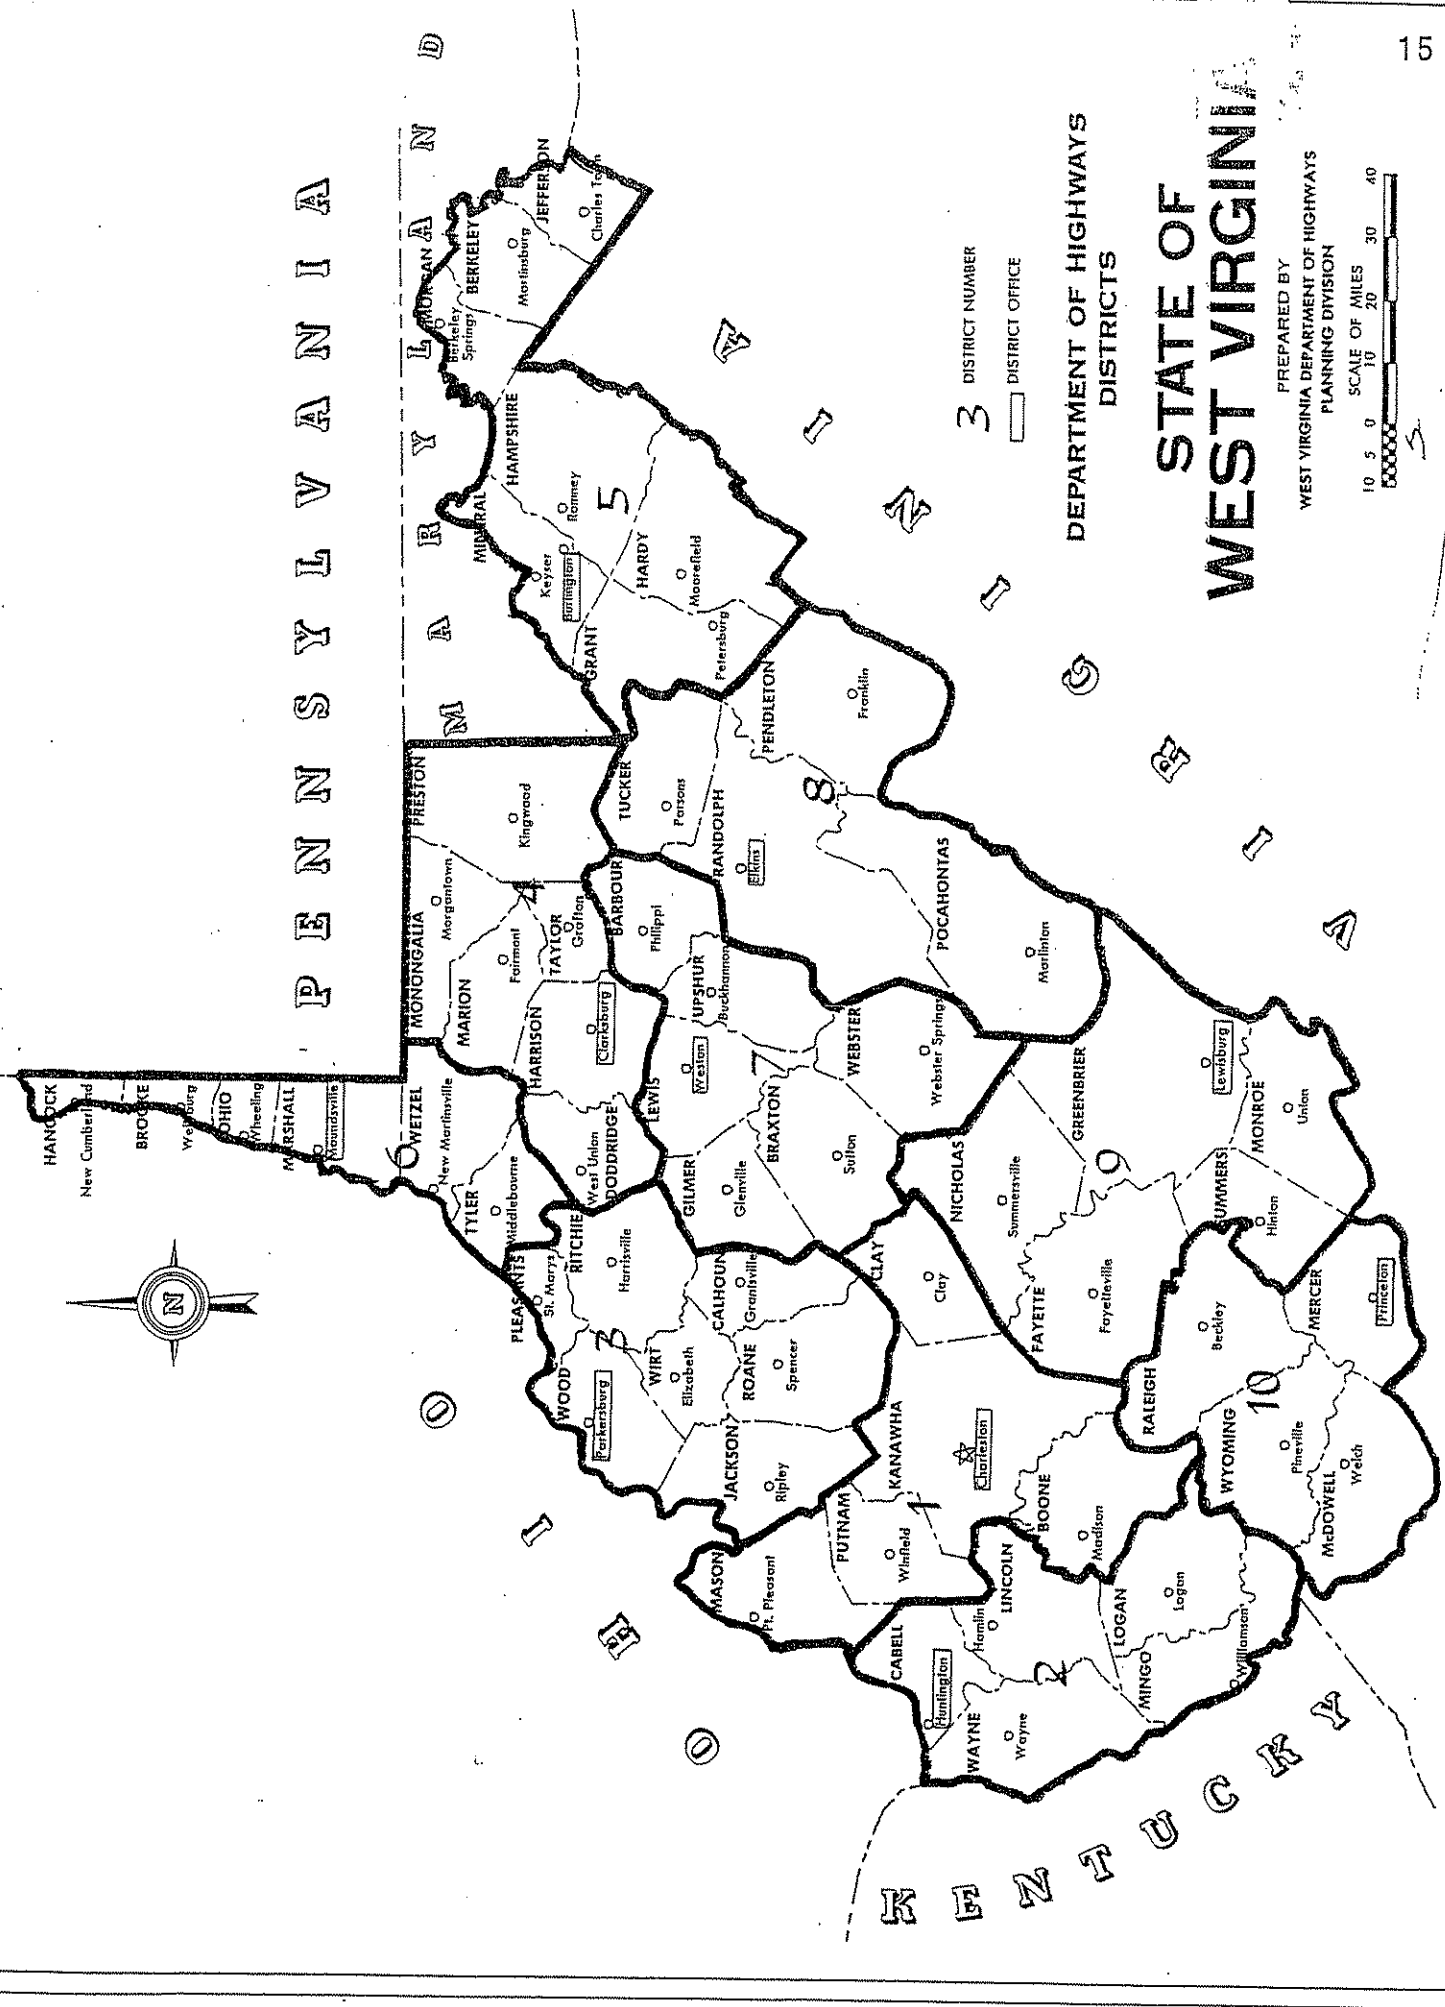 15
PENNSYLVANIA
MARYLAND
OHIO
KENTUCKY
VIRGINIA
N
HANCOCK
New Cumberland
BROOKE
OHIO
Wheeling
MARSHALL
Moundsville
6
WETZEL
New Martinsville
TYLER
Middlebourne
PLEASANTS
St. Marys
RITCHIE
Harrisville
WOOD
Parkersburg
3
WIRT
Elizabeth
CALHOUN
Grantsville
ROANE
Spencer
JACKSON
Ripley
MASON
Pt. Pleasant
PUTNAM
Winfield
1
KANAWHA
Charleston
CLAY
Clay
BOONE
Madison
CABELL
Huntington
WAYNE
Wayne
2
LINCOLN
Hamlin
LOGAN
Logan
MINGO
Williamson
MONONGALIA
Morgantown
MARION
Fairmont
PRESTON
Kingwood
4
TAYLOR
Grafton
HARRISON
Clarksburg
DODDRIDGE
West Union
BARBOUR
Philippi
UPSHUR
Buckhannon
LEWIS
Weston
7
GILMER
Glenville
BRAXTON
Sutton
WEBSTER
Webster Springs
TUCKER
Parsons
RANDOLPH
Elkins
8
PENDLETON
Franklin
POCAHONTAS
Marlinton
MORGAN
Berkeley
Springs
BERKELEY
Martinsburg
JEFFERSON
Charles Town
HAMPSHIRE
Romney
MINERAL
Keyser
Burlington
5
GRANT
Petersburg
HARDY
Moorefield
NICHOLAS
Summersville
GREENBRIER
Lewisburg
9
FAYETTE
Fayetteville
SUMMERS
Hinton
MONROE
Union
RALEIGH
Beckley
MERCER
Princeton
10
WYOMING
Pineville
McDOWELL
Welch
3 DISTRICT NUMBER
DISTRICT OFFICE
DEPARTMENT OF HIGHWAYS
DISTRICTS
STATE OF
WEST VIRGINIA
PREPARED BY
WEST VIRGINIA DEPARTMENT OF HIGHWAYS
PLANNING DIVISION
SCALE OF MILES
10 5 0 10 20 30 40